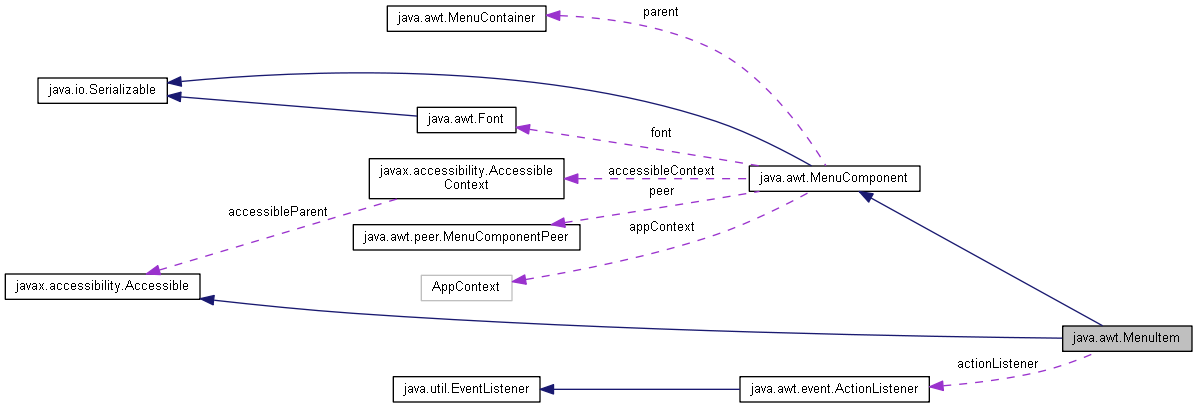 parent
java.awt.MenuContainer
java.io.Serializable
java.awt.Font
font
javax.accessibility.Accessible
Context
accessibleContext
java.awt.MenuComponent
peer
accessibleParent
appContext
java.awt.peer.MenuComponentPeer
javax.accessibility.Accessible
AppContext
java.awt.MenuItem
actionListener
java.util.EventListener
java.awt.event.ActionListener